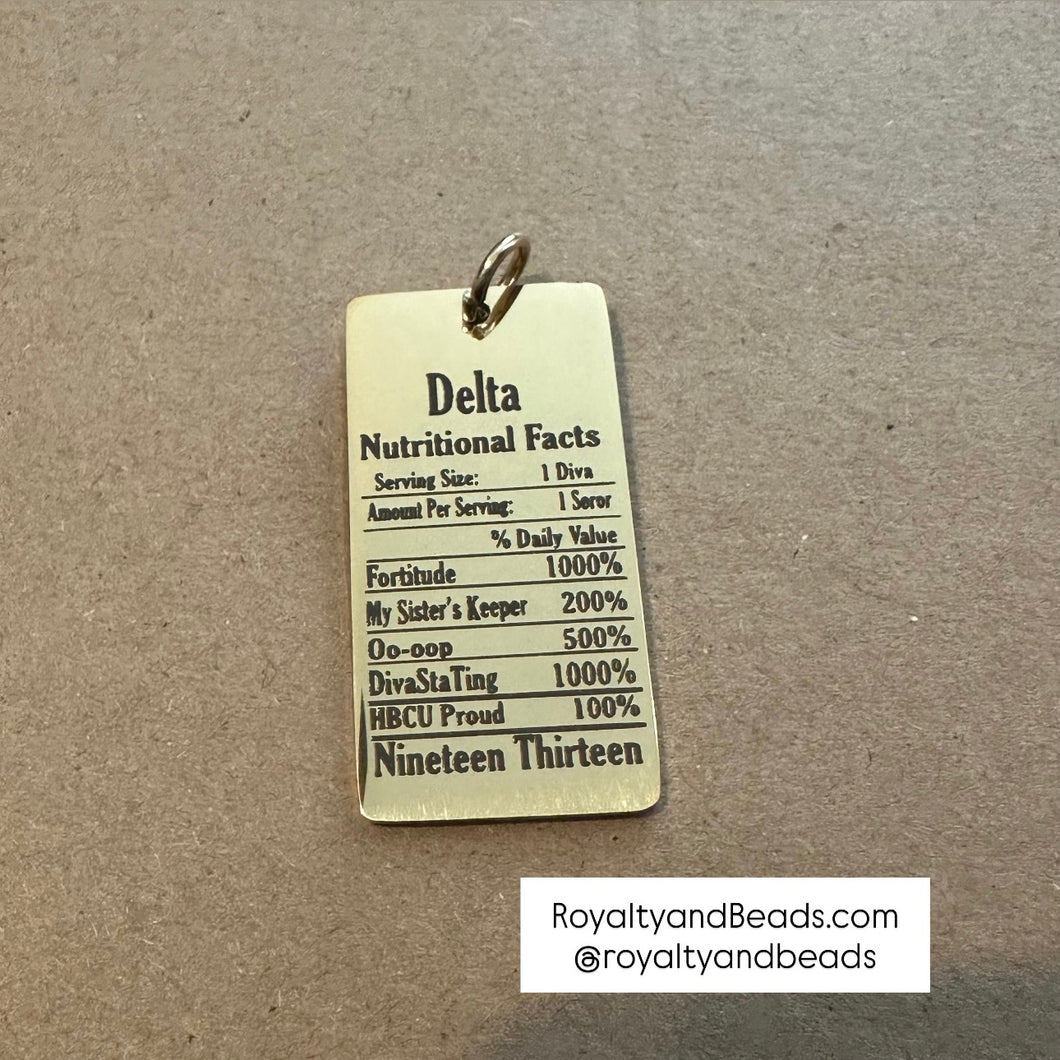 Delta
Nutritional Facts
Serving Size: 1 Diva
Amount Per Serving: 1 Soror
% Daily Value
Fortitude 1000%
My Sister's Keeper 200%
Oo-oop 500%
DivaStaTing 1000%
HBCU Proud 100%
Nineteen Thirteen
RoyaltyandBeads.com
@royaltyandbeads